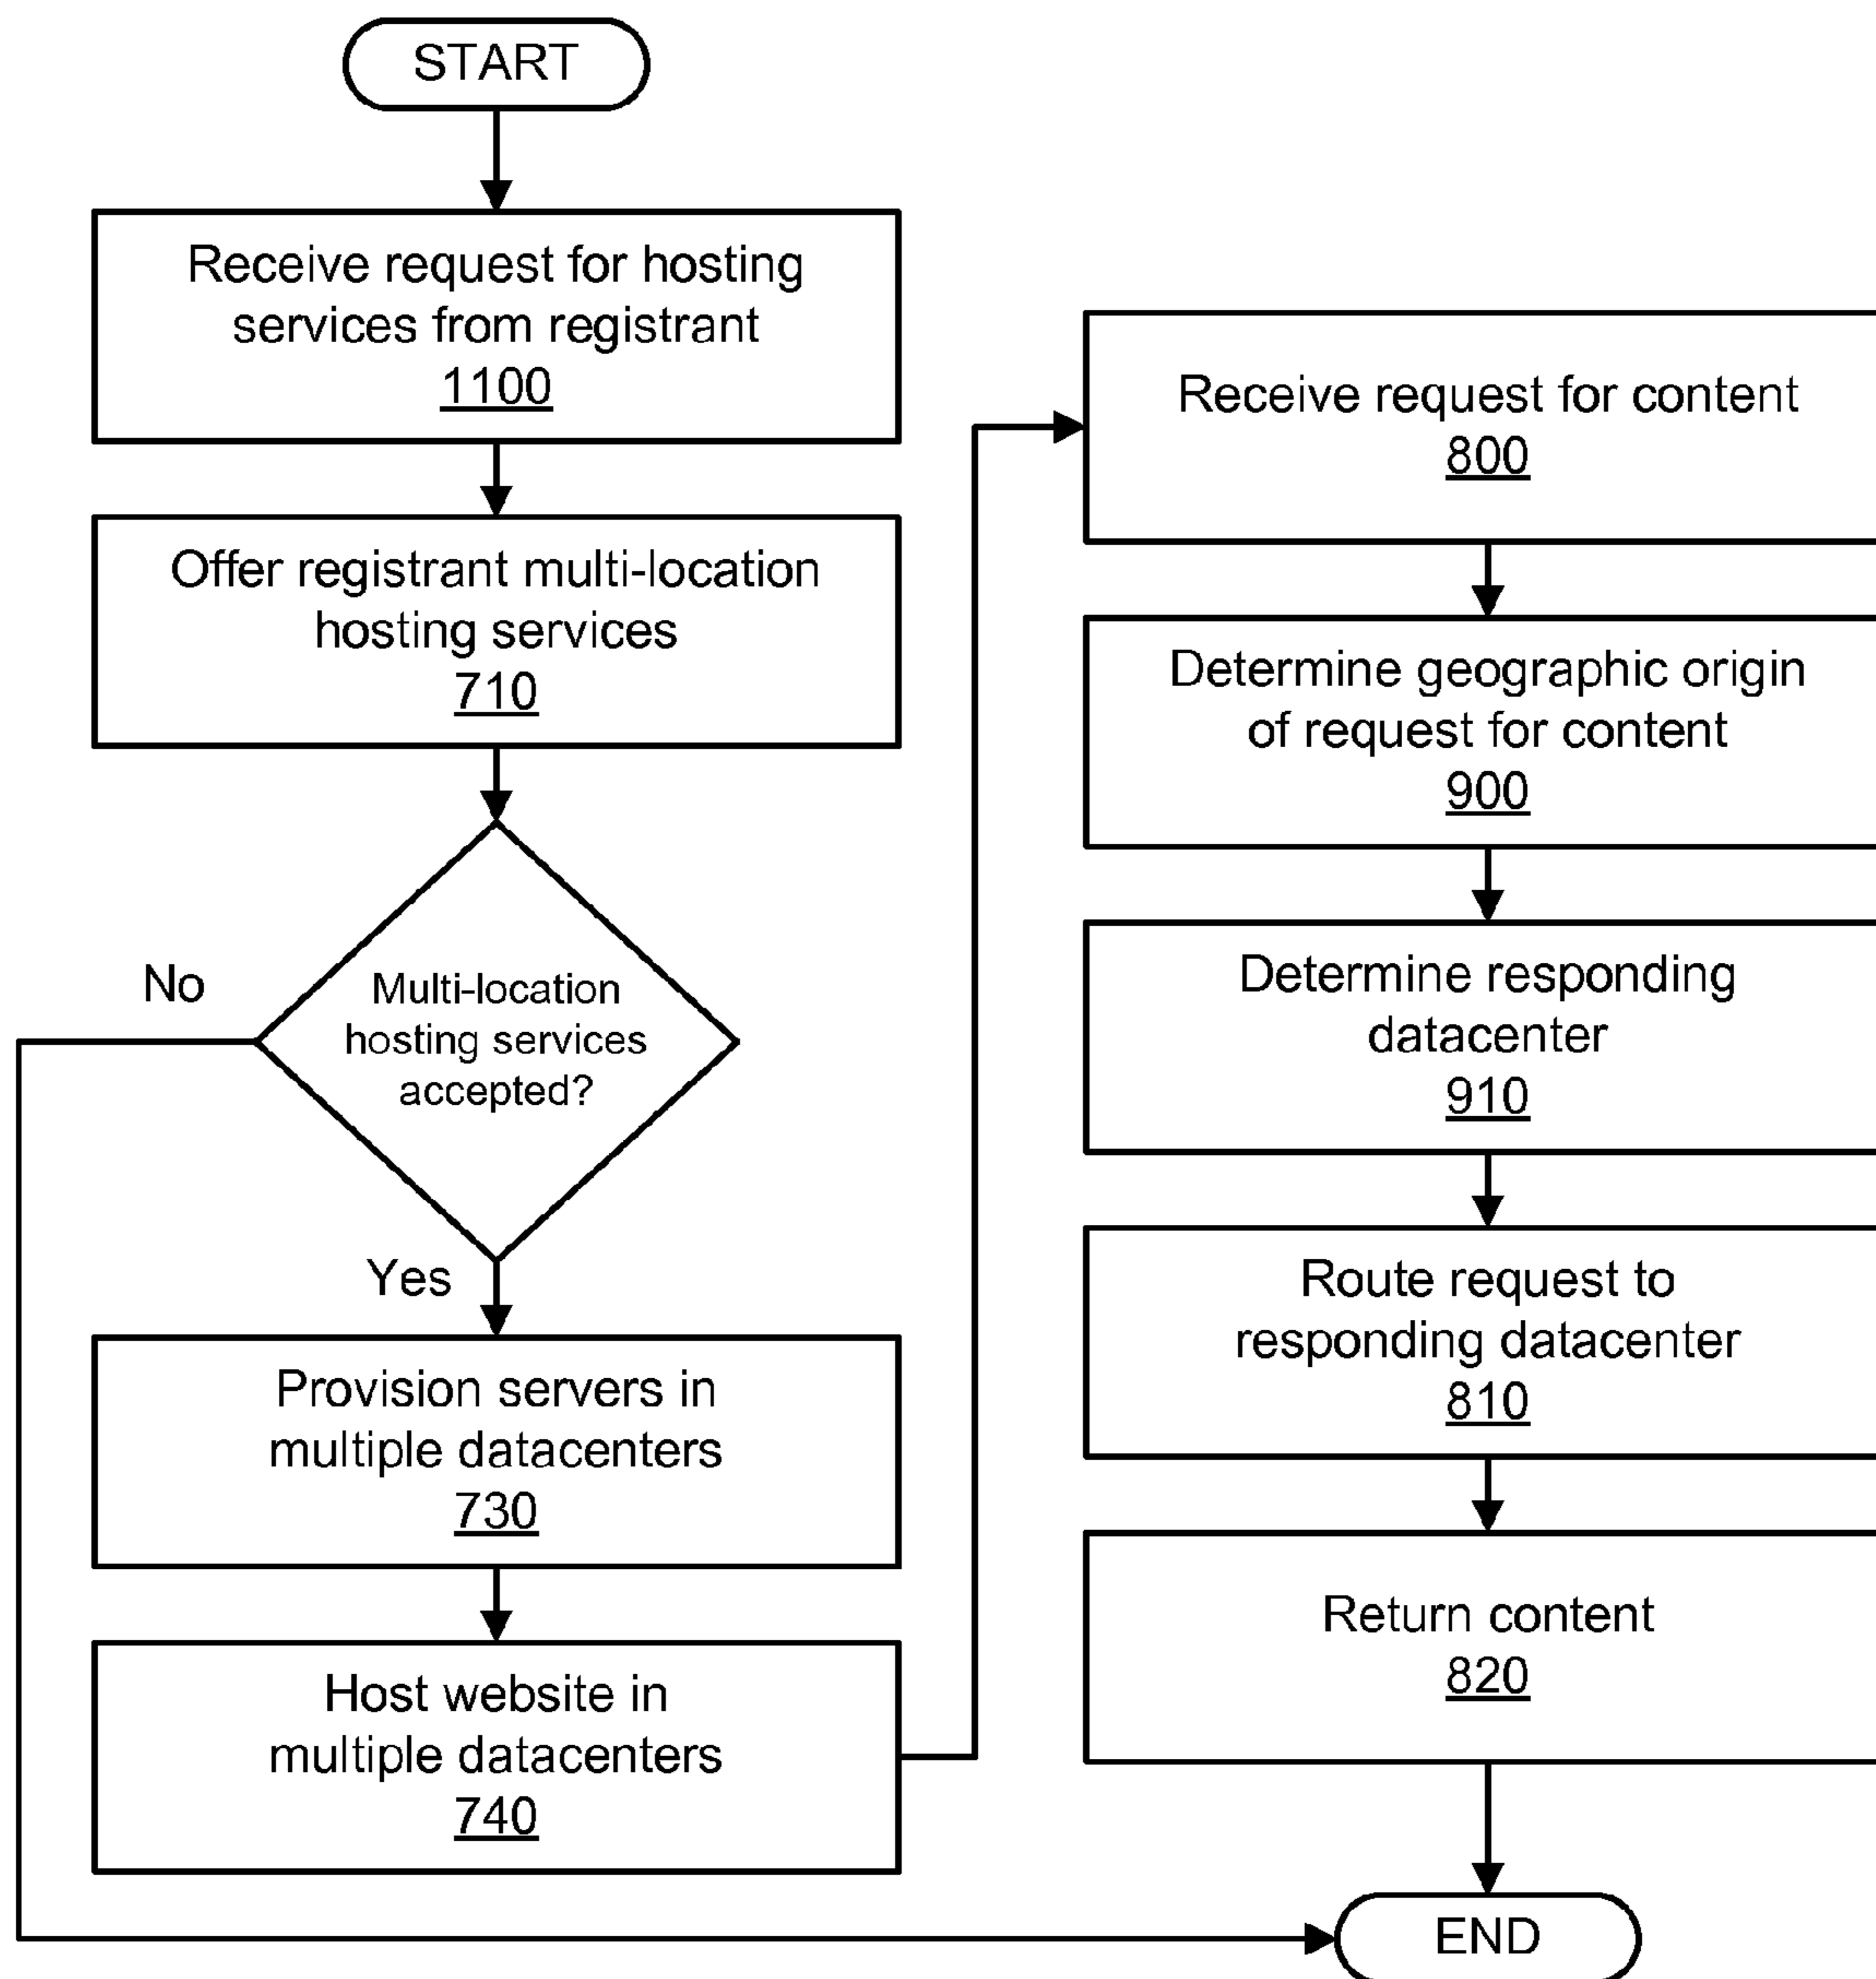 START
Receive request for hosting
services from registrant
1100
Offer registrant multi-location
hosting services
710
No
Multi-location
hosting services
accepted?
Yes
Provision servers in
multiple datacenters
730
Host website in
multiple datacenters
740
Receive request for content
800
Determine geographic origin
of request for content
900
Determine responding
datacenter
910
Route request to
responding datacenter
810
Return content
820
END